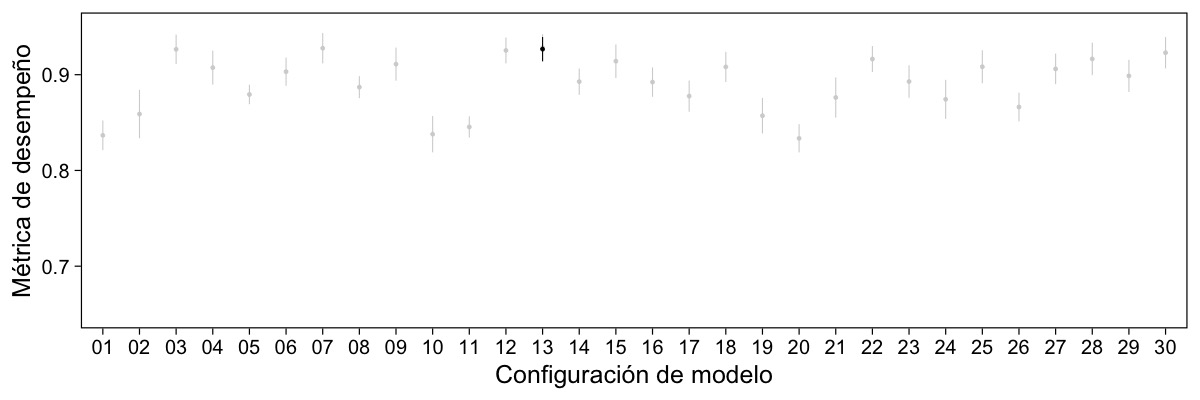 Métrica de desempeño
0.9
0.8
0.7
01 02 03 04 05 06 07 08 09 10 11 12 13 14 15 16 17 18 19 20 21 22 23 24 25 26 27 28 29 30
Configuración de modelo